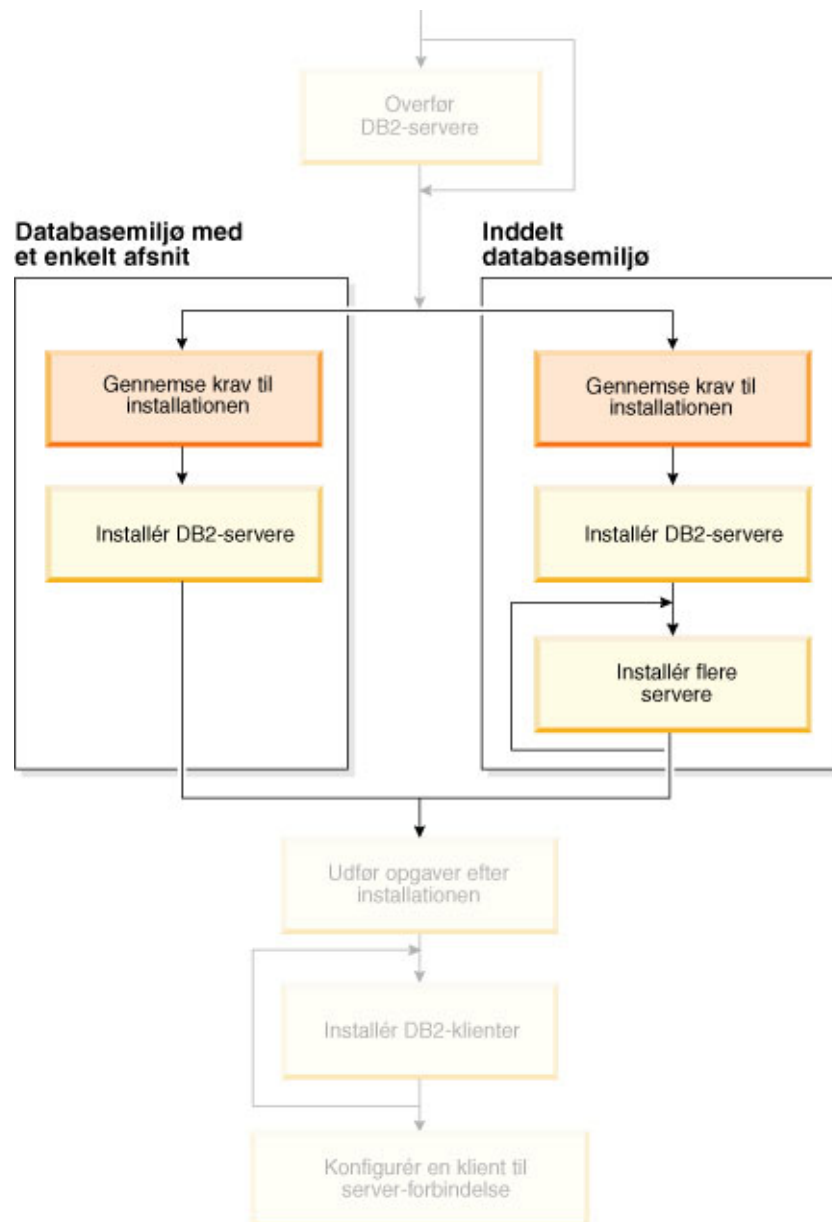 Overfør
DB2-servere
Databasemiljø med
et enkelt afsnit
Gennemse krav til
installationen
Installér DB2-servere
Inddelt
databasemiljø
Gennemse krav til
installationen
Installér DB2-servere
Installér flere
servere
Udfør opgaver efter
installationen
Installér DB2-klienter
Konfigurér en klient til
server-forbindelse